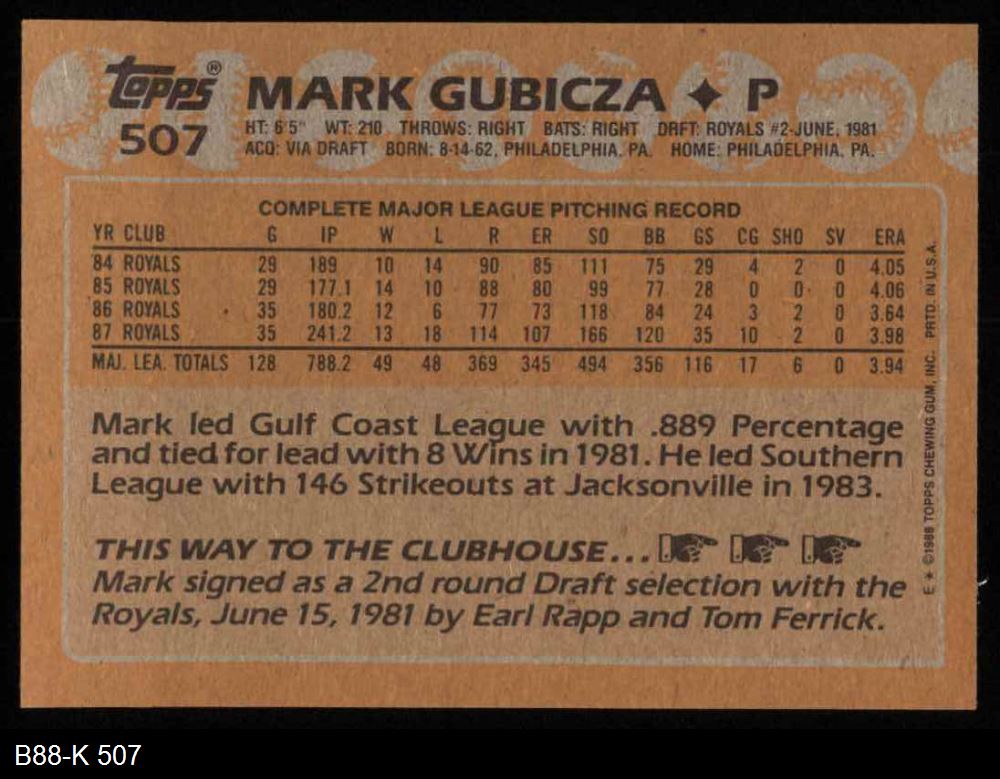 topps® MARK GUBICZA ✦ P
507 HT: 6'5" WT: 210 THROWS: RIGHT BATS: RIGHT DRFT: ROYALS #2-JUNE, 1981
ACQ: VIA DRAFT BORN: 8-14-62, PHILADELPHIA, PA. HOME: PHILADELPHIA, PA.
COMPLETE MAJOR LEAGUE PITCHING RECORD
YR CLUB G IP W L R ER SO BB GS CG SHO SV ERA
84 ROYALS 29 189 10 14 90 85 111 75 29 4 2 0 4.05
85 ROYALS 29 177.1 14 10 88 80 99 77 28 0 0 0 4.06
86 ROYALS 35 180.2 12 6 77 73 118 84 24 3 2 0 3.64
87 ROYALS 35 241.2 13 18 114 107 166 120 35 10 2 0 3.98
MAJ. LEA. TOTALS 128 788.2 49 48 369 345 494 356 116 17 6 0 3.94
Mark led Gulf Coast League with .889 Percentage
and tied for lead with 8 Wins in 1981. He led Southern
League with 146 Strikeouts at Jacksonville in 1983.
THIS WAY TO THE CLUBHOUSE...
Mark signed as a 2nd round Draft selection with the
Royals, June 15, 1981 by Earl Rapp and Tom Ferrick.
E ★ ©1988 TOPPS CHEWING GUM, INC. PRTD. IN U.S.A.
B88-K 507